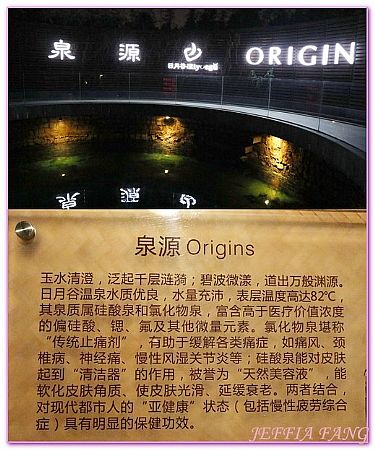 泉 源 ORIGIN
日月谷溫泉
泉源 Origins
玉水清澄，泛起千层涟漪；碧波微漾，道出万般渊源。
日月谷温泉水质优良，水量充沛，表层温度高达82℃，
其泉质属硅酸泉和氯化物泉，富含高于医疗价值浓度
的偏硅酸、锶、氟及其他微量元素。氯化物泉堪称
“传统止痛剂”，有助于缓解各类痛症，如痛风、颈
椎病、神经痛、慢性风湿关节炎等；硅酸泉能对皮肤
起到“清洁器”的作用，被誉为“天然美容液”，能
软化皮肤角质、使皮肤光滑、延缓衰老。两者结合，
对现代都市人的“亚健康”状态（包括慢性疲劳综合
症）具有明显的保健功效。
JEFFIA FANG